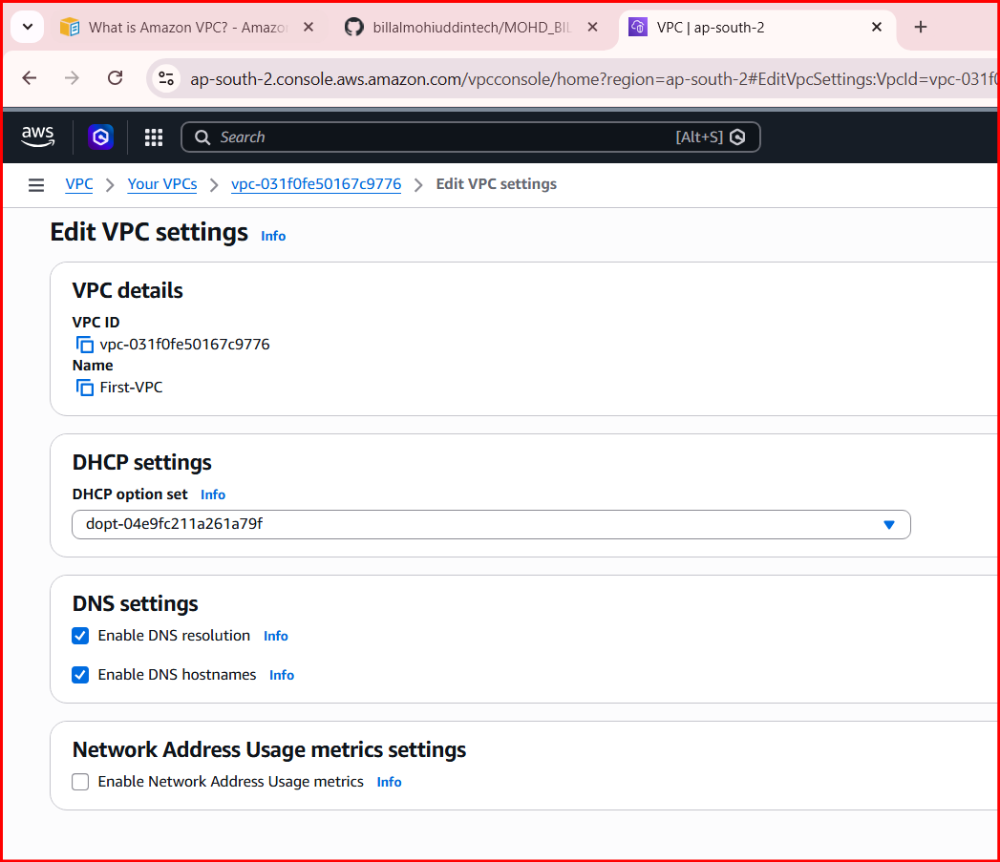 What is Amazon VPC? - Amazon
billalmohiuddintech/MOHD_BIL
VPC | ap-south-2
ap-south-2.console.aws.amazon.com/vpcconsole/home?region=ap-south-2#EditVpcSettings:VpcId=vpc-031f0
aws
Search
[Alt+S]
VPC
Your VPCs
vpc-031f0fe50167c9776
Edit VPC settings
Edit VPC settings Info
VPC details
VPC ID
vpc-031f0fe50167c9776
Name
First-VPC
DHCP settings
DHCP option set Info
dopt-04e9fc211a261a79f
DNS settings
Enable DNS resolution Info
Enable DNS hostnames Info
Network Address Usage metrics settings
Enable Network Address Usage metrics Info